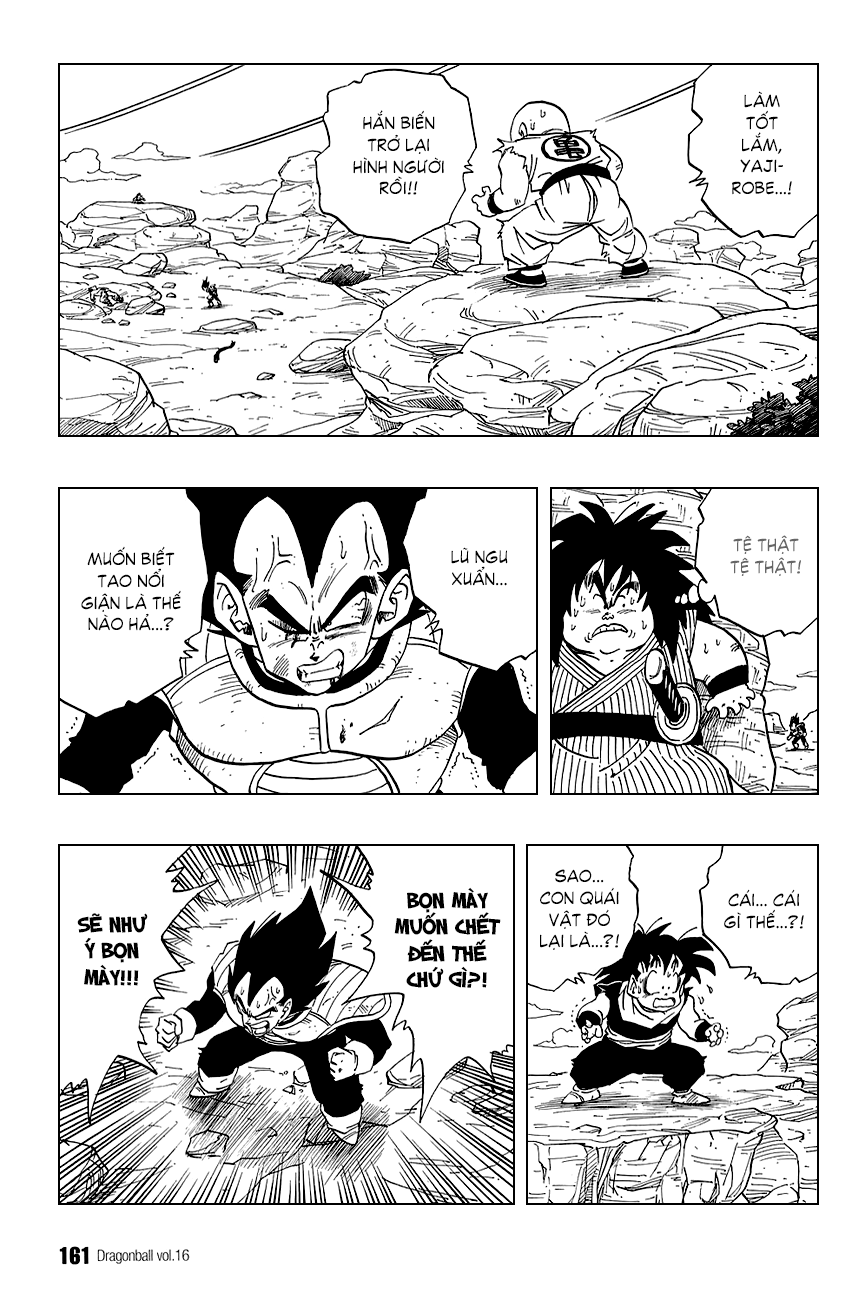 LÀM
TỐT
LẮM,
YAJI-
ROBE...!
HẮN BIẾN
TRỞ LẠI
HÌNH NGƯỜI
RỒI!!
TỆ THẬT
TỆ THẬT!
LŨ NGU
XUẨN...
MUỐN BIẾT
TAO NỔI
GIẬN LÀ THẾ
NÀO HẢ...?
CÁI... CÁI
GÌ THẾ...?!
SAO...
CON QUÁI
VẬT ĐÓ
LẠI LÀ...?!
BỌN MÀY
MUỐN CHẾT
ĐẾN THẾ
CHỨ GÌ?!
SẼ NHƯ
Ý BỌN
MÀY!!!
161 Dragonball vol.16